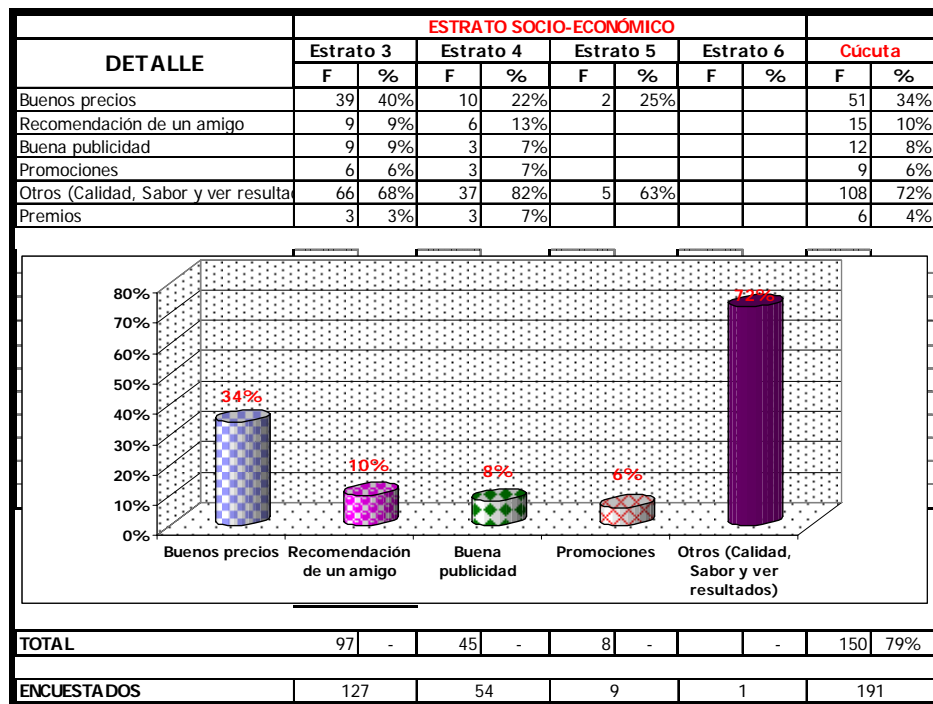 ESTRATO SOCIO-ECONÓMICO
DETALLE Estrato 3 Estrato 4 Estrato 5 Estrato 6 Cúcuta
F % F % F % F % F %
Buenos precios 39 40% 10 22% 2 25% 51 34%
Recomendación de un amigo 9 9% 6 13% 15 10%
Buena publicidad 9 9% 3 7% 12 8%
Promociones 6 6% 3 7% 9 6%
Otros (Calidad, Sabor y ver resultad 66 68% 37 82% 5 63% 108 72%
Premios 3 3% 3 7% 6 4%
80%
70%
60%
50%
40%
30%
20%
10%
0%
34%
10%
8%
6%
72%
Buenos precios
Recomendación
de un amigo
Buena
publicidad
Promociones
Otros (Calidad,
Sabor y ver
resultados)
TOTAL 97 - 45 - 8 - - 150 79%
ENCUESTADOS 127 54 9 1 191